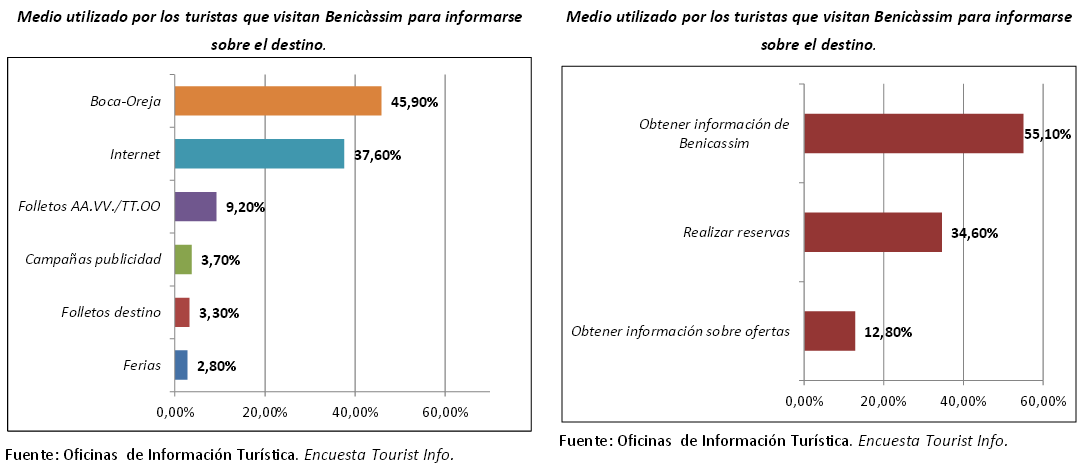 Medio utilizado por los turistas que visitan Benicàssim para informarse
sobre el destino.
Boca-Oreja
45,90%
Internet
37,60%
Folletos AA.VV./TT.OO
9,20%
Campañas publicidad
3,70%
Folletos destino
3,30%
Ferias
2,80%
0,00% 20,00% 40,00% 60,00%
Fuente: Oficinas de Información Turística. Encuesta Tourist Info.
Medio utilizado por los turistas que visitan Benicàssim para informarse
sobre el destino.
Obtener información de
Benicassim
55,10%
Realizar reservas
34,60%
Obtener información sobre ofertas
12,80%
0,00% 20,00% 40,00% 60,00%
Fuente: Oficinas de Información Turística. Encuesta Tourist Info.